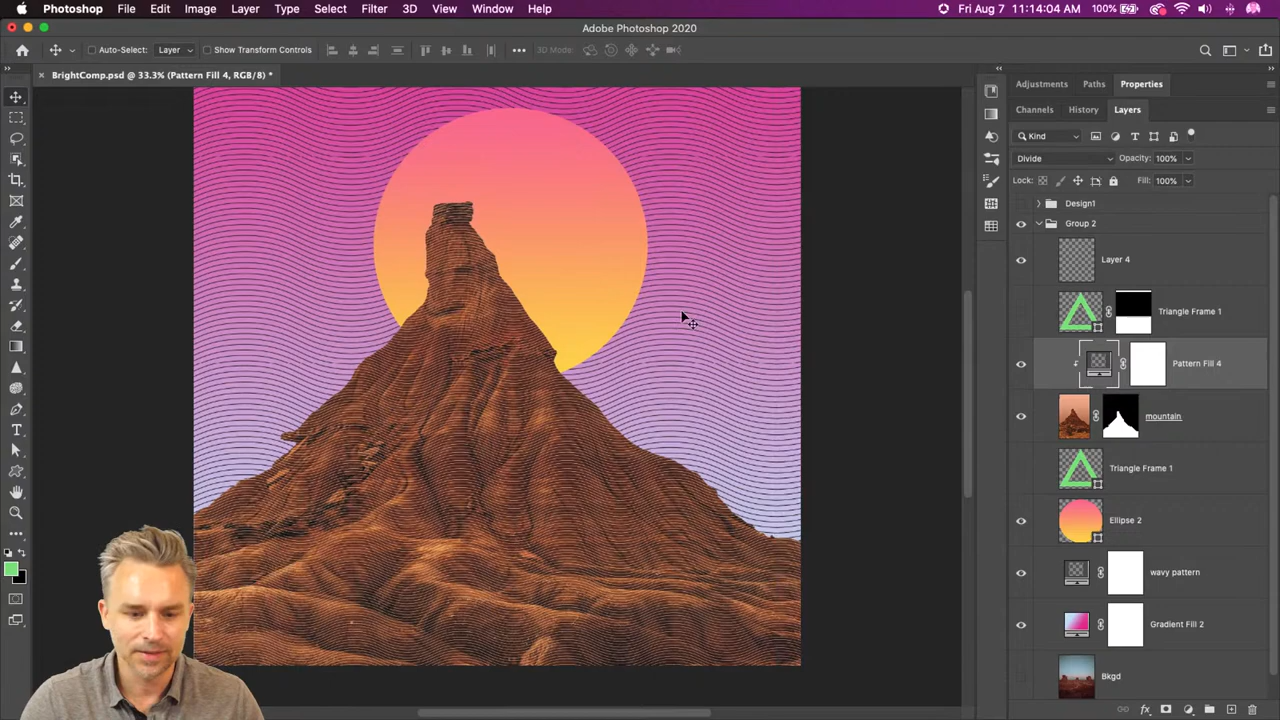 Photoshop File Edit Image Layer Type Select Filter 3D View Window Help 100% Fri Aug 7 11:14:04 AM
Adobe Photoshop 2020
Auto-Select: Layer Show Transform Controls 3D Mode:
BrightComp.psd @ 33.3% (Pattern Fill 4, RGB/8) *
Adjustments Paths Properties
Channels History Layers
Kind
Divide Opacity: 100%
Lock: Fill: 100%
Design1
Group 2
Layer 4
Triangle Frame 1
Pattern Fill 4
mountain
Triangle Frame 1
Ellipse 2
wavy pattern
Gradient Fill 2
Bkgd